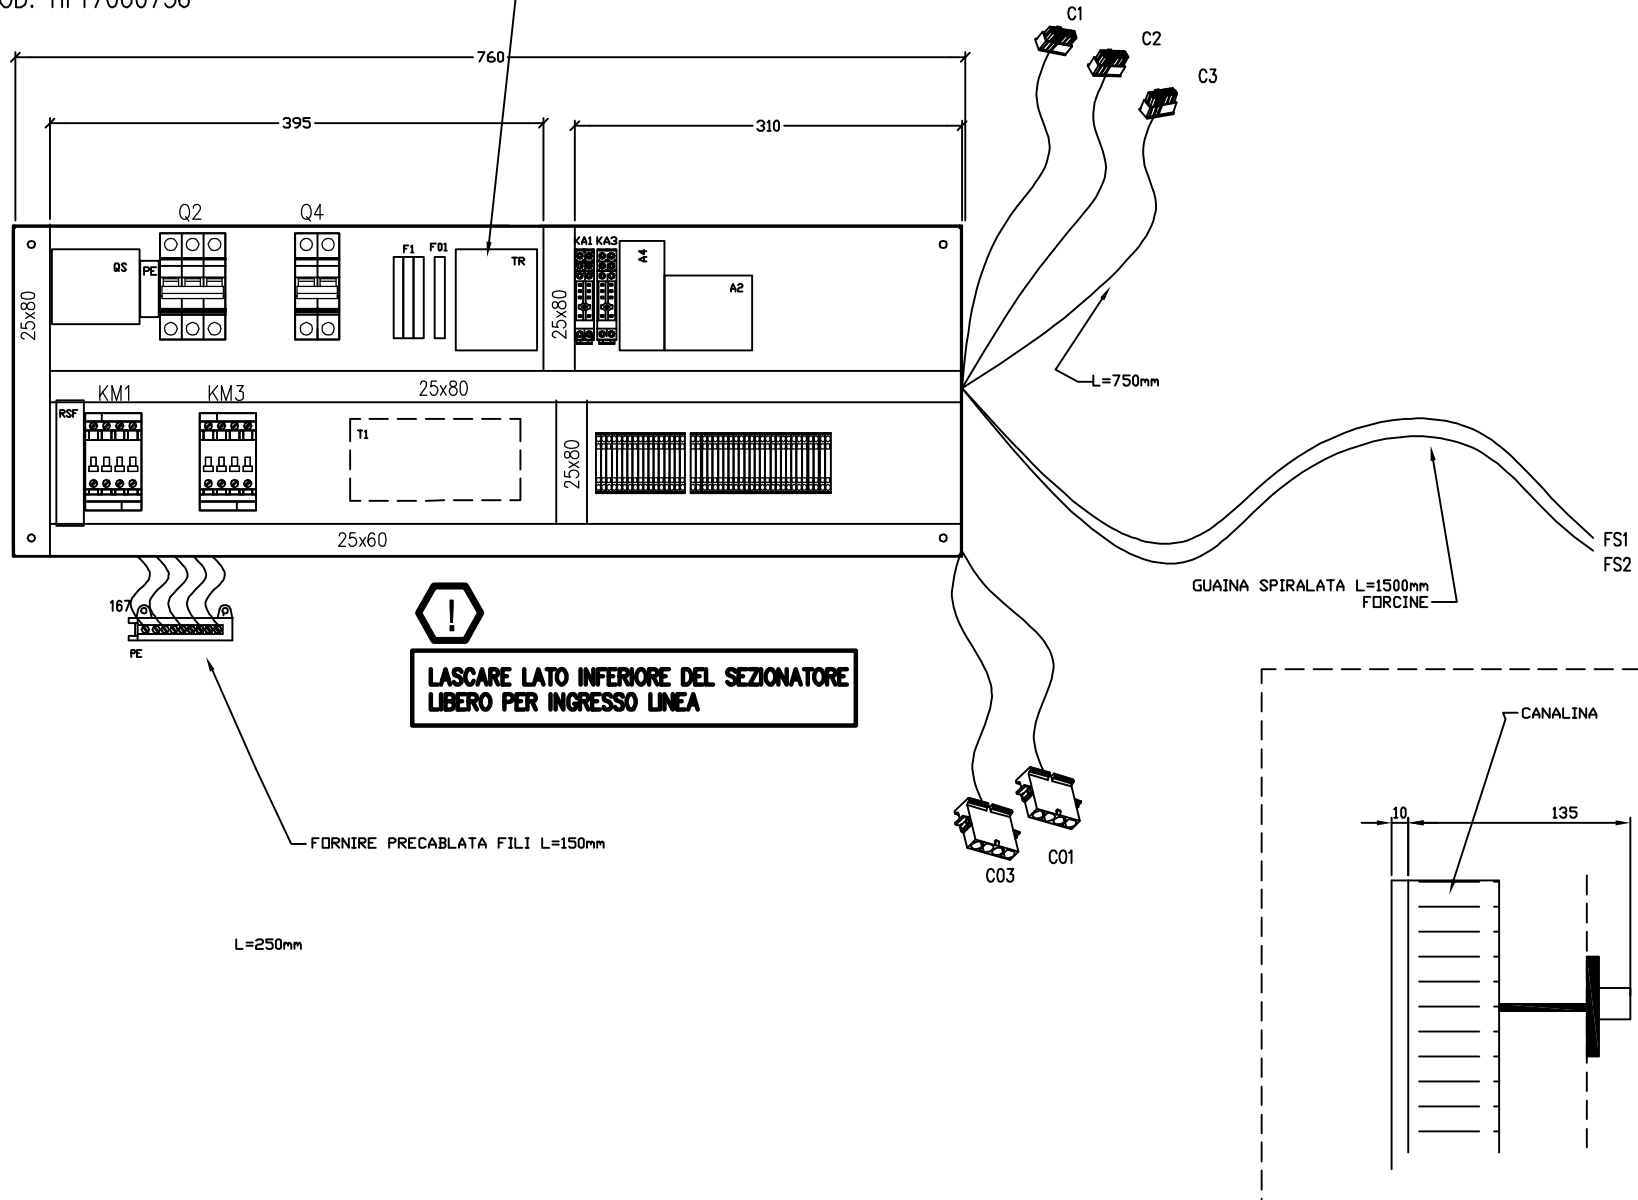 760
395
310
C1
C2
C3
Q2
Q4
QS
PE
F1
F01
TR
KA1 KA3
A4
A2
25x80
25x80
KM1
KM3
25x80
RSF
T1
25x80
25x60
L=750mm
FS1
FS2
GUAINA SPIRALATA L=1500mm
FORCINE
167
PE
!
LASCARE LATO INFERIORE DEL SEZIONATORE
LIBERO PER INGRESSO LINEA
CANALINA
10
135
FORNIRE PRECABLATA FILI L=150mm
C01
C03
L=250mm